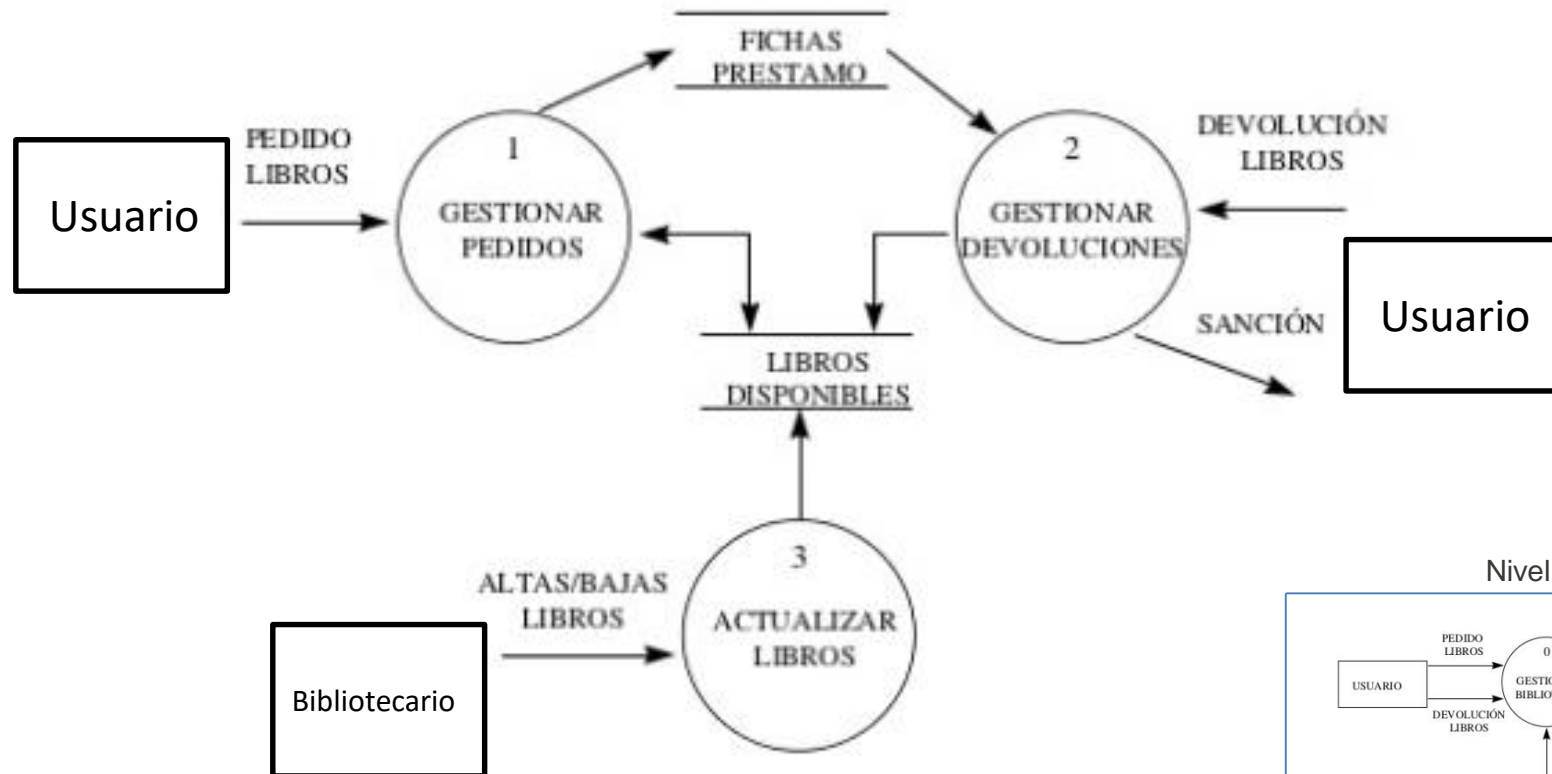 FICHAS
PRESTAMO
Usuario
PEDIDO
LIBROS
1
GESTIONAR
PEDIDOS
2
GESTIONAR
DEVOLUCIONES
DEVOLUCIÓN
LIBROS
SANCIÓN
Usuario
LIBROS
DISPONIBLES
3
ACTUALIZAR
LIBROS
ALTAS/BAJAS
LIBROS
Bibliotecario
Nivel
PEDIDO
LIBROS
USUARIO
DEVOLUCIÓN
LIBROS
0